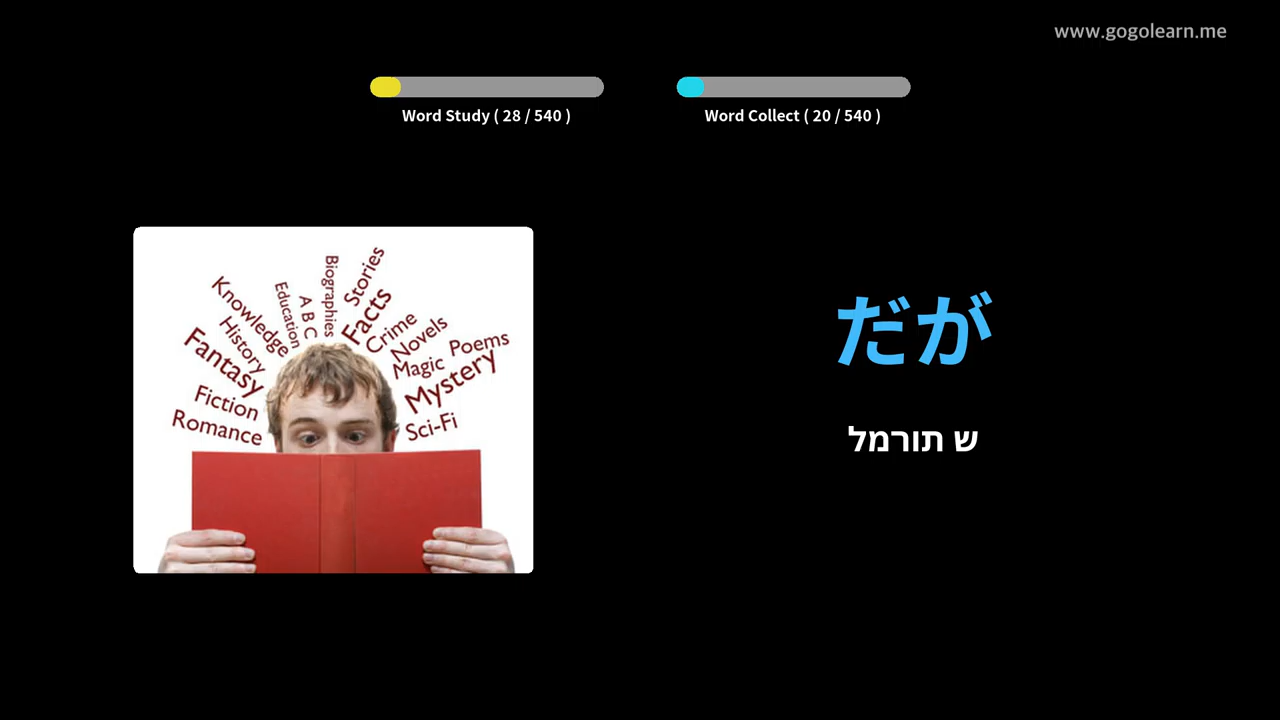 www.gogolearn.me
Word Study ( 28 / 540 )
Word Collect ( 20 / 540 )
Knowledge
History
Fantasy
Fiction
Romance
Education
A B C
Biographies
Stories
Facts
Crime
Novels
Magic
Poems
Mystery
Sci-Fi
だが
ש תורמל